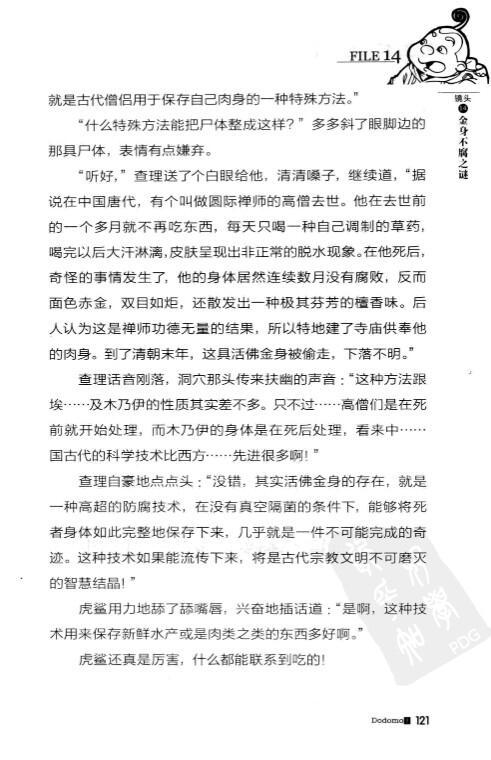 FILE 14
镜头
14
金身不腐之谜
就是古代僧侣用于保存自己肉身的一种特殊方法。”
“什么特殊方法能把尸体整成这样？”多多斜了眼脚边的
那具尸体，表情有点嫌弃。
“听好，”查理送了个白眼给他，清清嗓子，继续道，“据
说在中国唐代，有个叫做圆际禅师的高僧去世。他在去世前
的一个多月就不再吃东西，每天只喝一种自己调制的草药，
喝完以后大汗淋漓，皮肤呈现出非正常的脱水现象。在他死后，
奇怪的事情发生了，他的身体居然连续数月没有腐败，反而
面色赤金，双目如炬，还散发出一种极其芬芳的檀香味。后
人认为这是禅师功德无量的结果，所以特地建了寺庙供奉他
的肉身。到了清朝末年，这具活佛金身被偷走，下落不明。”
查理话音刚落，洞穴那头传来扶幽的声音：“这种方法跟
埃……及木乃伊的性质其实差不多。只不过……高僧们是在死
前就开始处理，而木乃伊的身体是在死后处理，看来中……
国古代的科学技术比西方……先进很多啊！”
查理自豪地点点头：“没错，其实活佛金身的存在，就是
一种高超的防腐技术，在没有真空隔菌的条件下，能够将死
者身体如此完整地保存下来，几乎就是一件不可能完成的奇
迹。这种技术如果能流传下来，将是古代宗教文明不可磨灭
的智慧结晶！”
虎鲨用力地舔了舔嘴唇，兴奋地插话道：“是啊，这种技
术用来保存新鲜水产或是肉类之类的东西多好啊。”
虎鲨还真是厉害，什么都能联系到吃的！
PDG
Dodomo 121